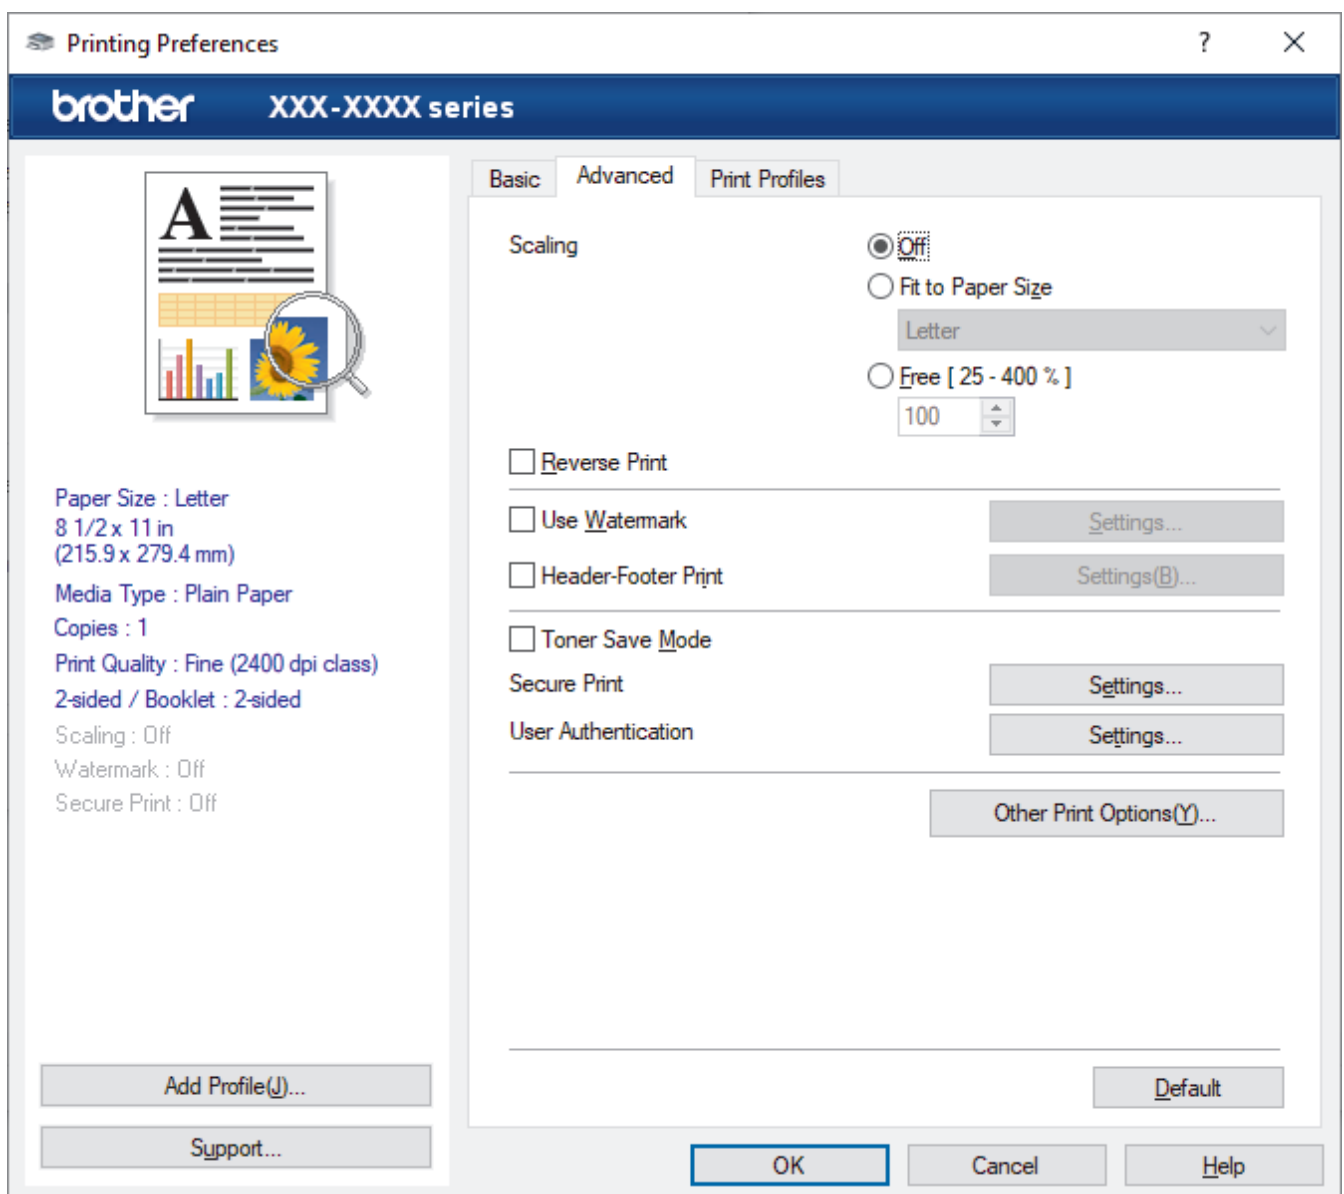 Printing Preferences
?
brother XXX-XXXX series
A
Paper Size : Letter
8 1/2 x 11 in
(215.9 x 279.4 mm)
Media Type : Plain Paper
Copies : 1
Print Quality : Fine (2400 dpi class)
2-sided / Booklet : 2-sided
Scaling : Off
Watermark : Off
Secure Print : Off
Add Profile(J)...
Support...
Basic Advanced Print Profiles
Scaling
Off
Fit to Paper Size
Letter
Free [ 25 - 400 % ]
100
Reverse Print
Use Watermark Settings...
Header-Footer Print Settings(B)...
Toner Save Mode
Secure Print Settings...
User Authentication Settings...
Other Print Options(Y)...
Default
OK Cancel Help